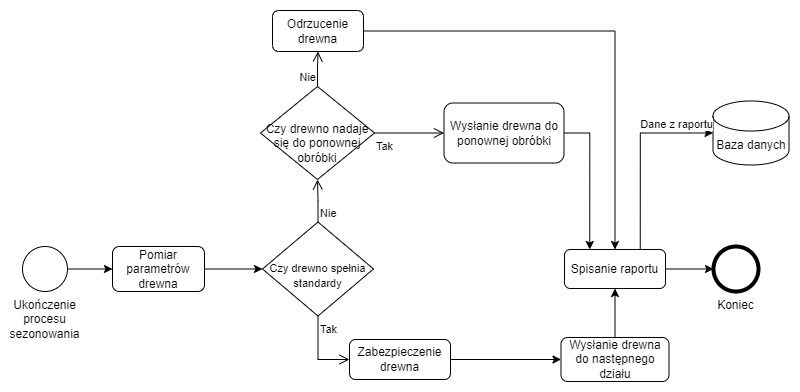 Odrzucenie
drewna
Nie
Czy drewno nadaje
się do ponownej
obróbki
Tak
Wysłanie drewna do
ponownej obróbki
Dane z raportu
Baza danych
Nie
Pomiar
parametrów
drewna
Czy drewno spełnia
standardy
Spisanie raportu
Ukończenie
procesu
sezonowania
Koniec
Tak
Zabezpieczenie
drewna
Wysłanie drewna
do następnego
działu